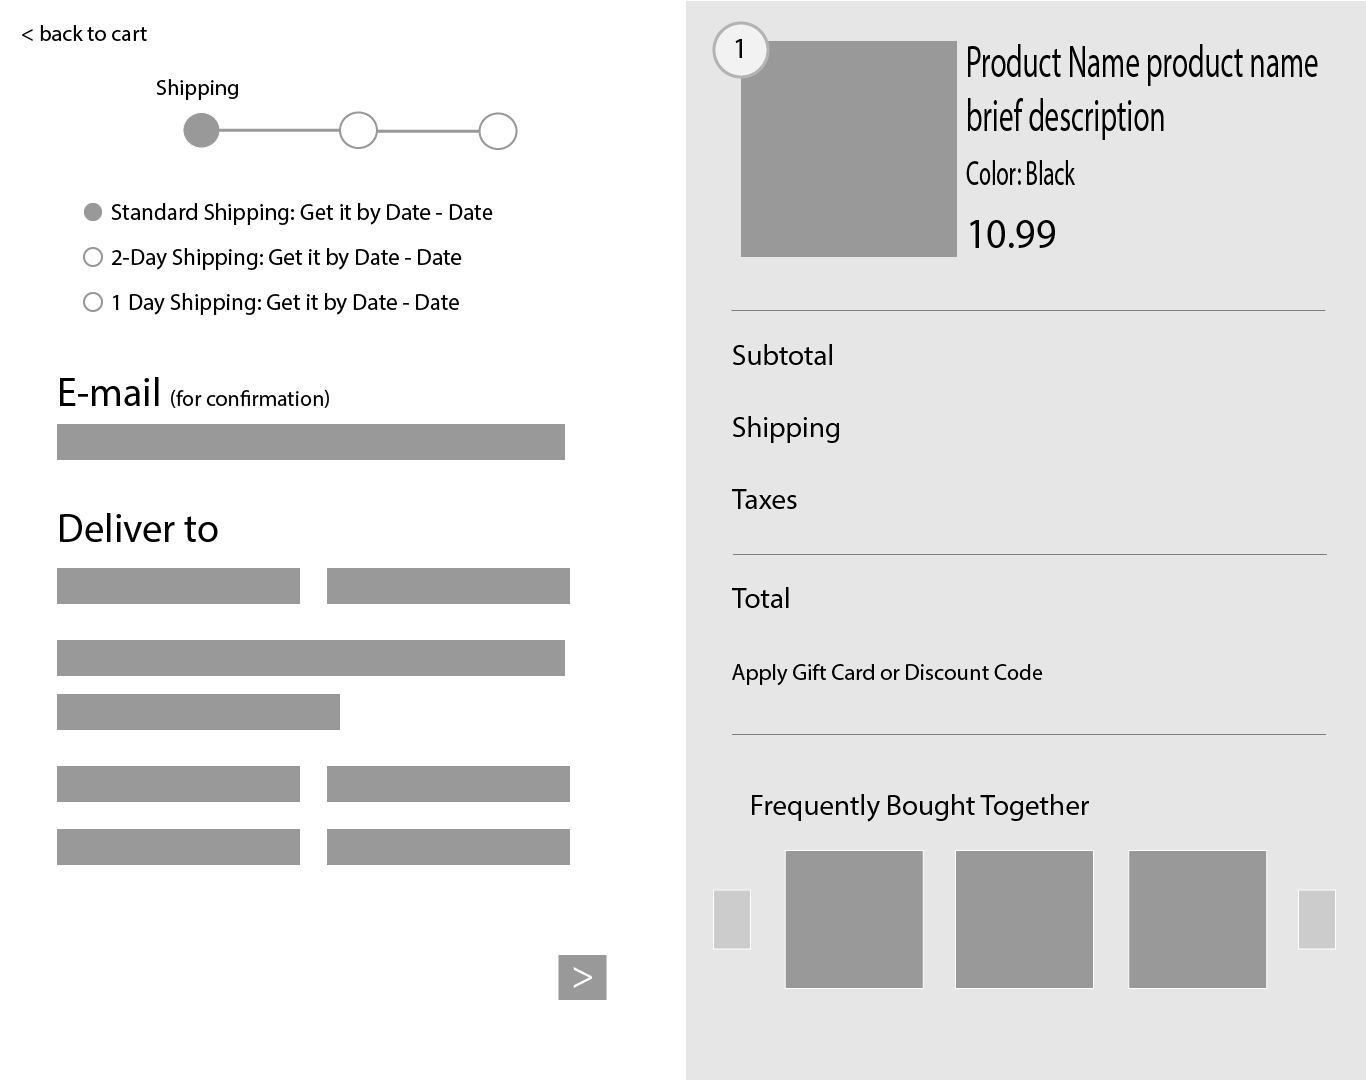 < back to cart
Shipping
Standard Shipping: Get it by Date - Date
2-Day Shipping: Get it by Date - Date
1 Day Shipping: Get it by Date - Date
E-mail (for confirmation)
Deliver to
>
1
Product Name product name
brief description
Color: Black
10.99
Subtotal
Shipping
Taxes
Total
Apply Gift Card or Discount Code
Frequently Bought Together